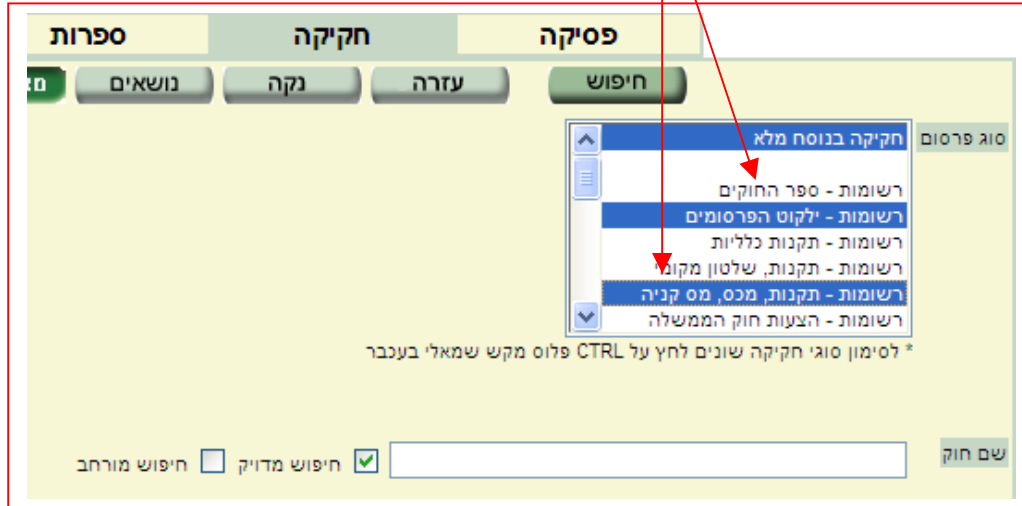 פסיקה חקיקה ספרות
חיפוש עזרה נקה נושאים
סוג פרסום
חקיקה בנוסח מלא
רשומות - ספר החוקים
רשומות - ילקוט הפרסומים
רשומות - תקנות כלליות
רשומות - תקנות, שלטון מקומי
רשומות - תקנות, מכס, מס קניה
רשומות - הצעות חוק הממשלה
* לסימון סוגי חקיקה שונים לחץ על CTRL פלוס מקש שמאלי בעכבר
שם חוק חיפוש מדויק חיפוש מורחב